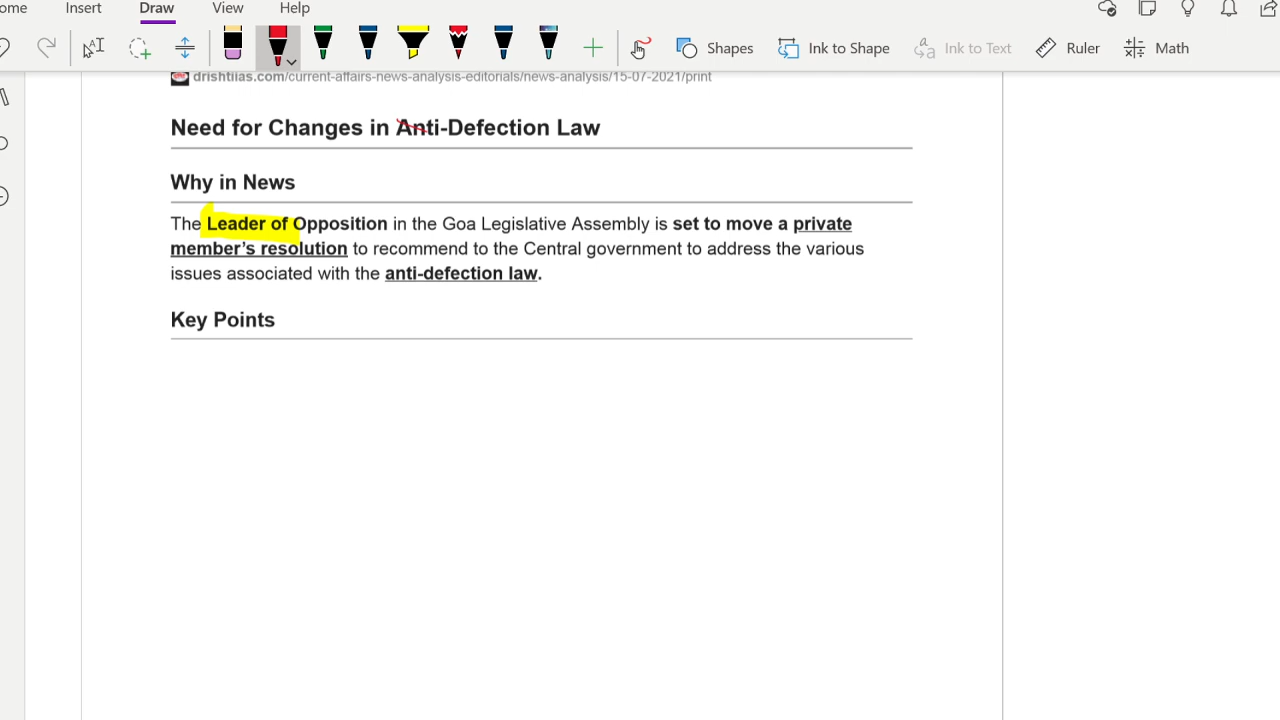 ome Insert Draw View Help
Shapes Ink to Shape Ink to Text Ruler Math
drishtiias.com/current-affairs-news-analysis-editorials/news-analysis/15-07-2021/print
Need for Changes in Anti-Defection Law
Why in News
The Leader of Opposition in the Goa Legislative Assembly is set to move a private
member’s resolution to recommend to the Central government to address the various
issues associated with the anti-defection law.
Key Points